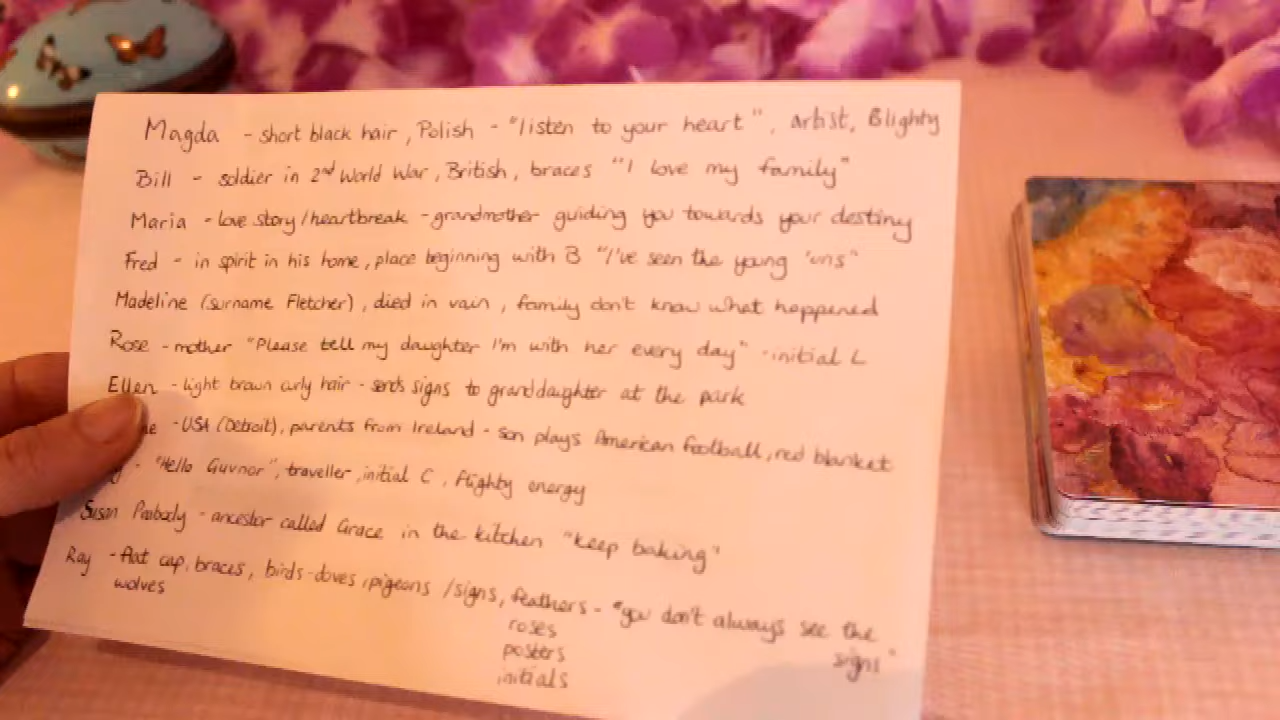 Magda - short black hair, Polish - "listen to your heart", artist, Blighty
Bill - soldier in 2nd World War, British, braces "I love my family"
Maria - love story/heartbreak - grandmother guiding you towards your destiny
Fred - in spirit in his home, place beginning with B "I've seen the young 'uns"
Madeline (surname Fletcher), died in vain, family don't know what happened
Rose - mother "Please tell my daughter I'm with her every day" - initial L
Ellen - light brown curly hair - sends signs to granddaughter at the park
- USA (Detroit), parents from Ireland - son plays American football, red blanket
- "Hello Guvnor", traveller, initial C, flighty energy
Susan Peabody - ancestor called Grace in the kitchen "keep baking"
Ray - flat cap, braces, birds-doves, pigeons /signs, feathers - "you don't always see the
wolves
roses
signs"
posters
initials